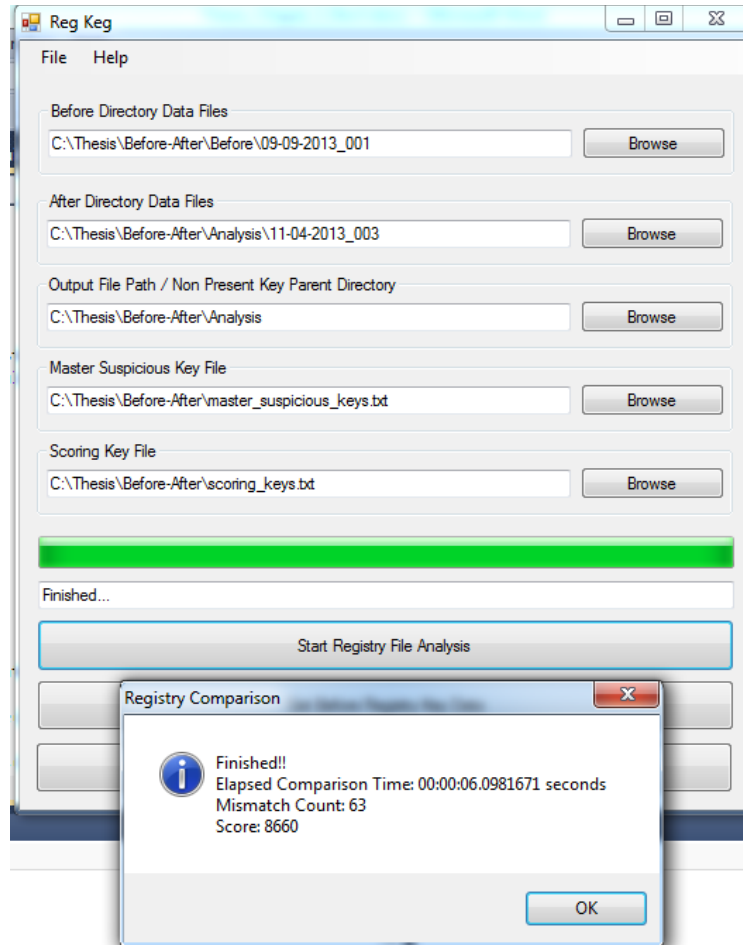 Reg Keg
File Help
Before Directory Data Files
C:\Thesis\Before-After\Before\09-09-2013_001
Browse
After Directory Data Files
C:\Thesis\Before-After\Analysis\11-04-2013_003
Browse
Output File Path / Non Present Key Parent Directory
C:\Thesis\Before-After\Analysis
Browse
Master Suspicious Key File
C:\Thesis\Before-After\master_suspicious_keys.txt
Browse
Scoring Key File
C:\Thesis\Before-After\scoring_keys.txt
Browse
Finished...
Start Registry File Analysis
Registry Comparison
Finished!!
Elapsed Comparison Time: 00:00:06.0981671 seconds
Mismatch Count: 63
Score: 8660
OK